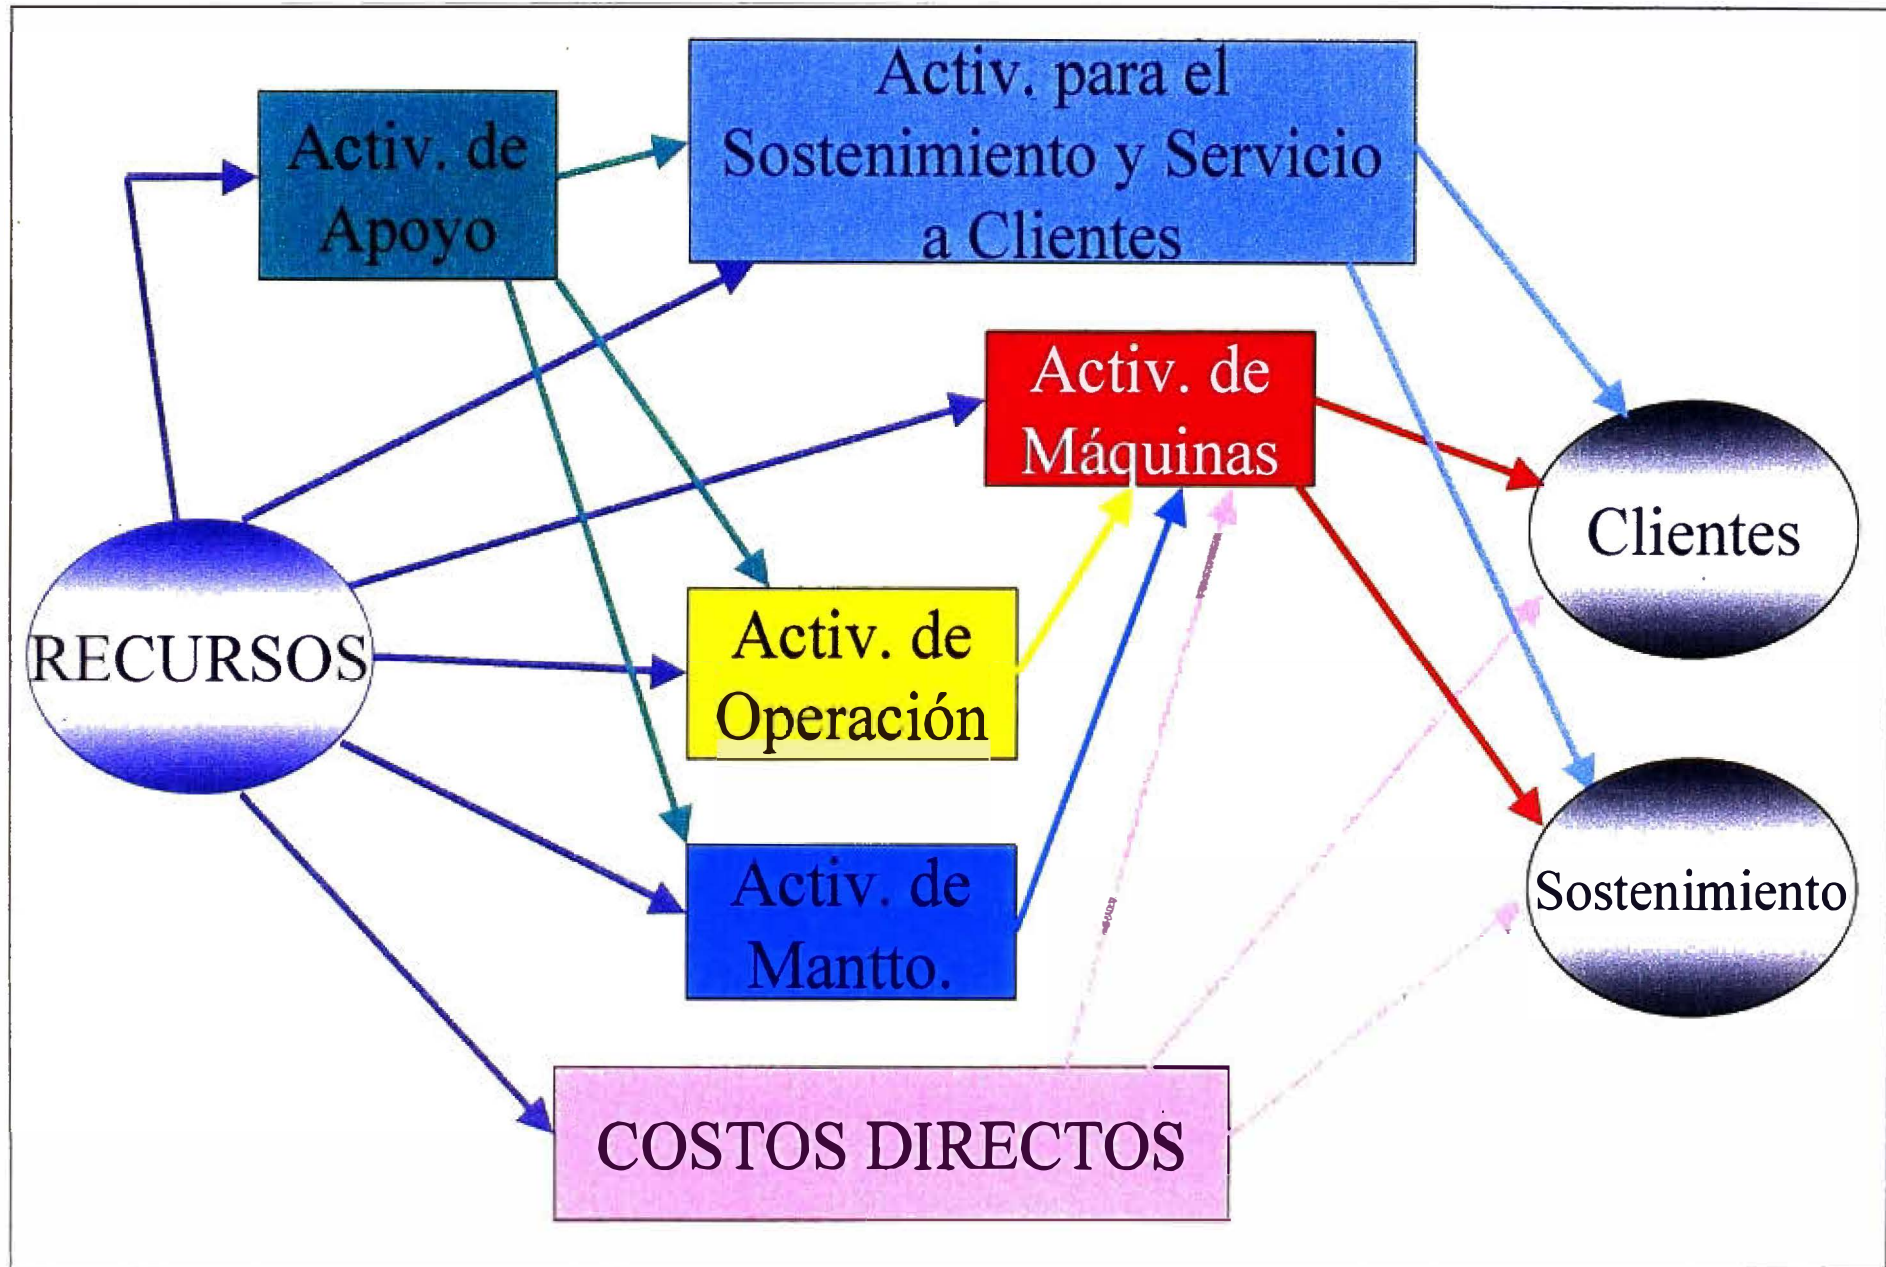 Activ. de
Apoyo
Activ. para el
Sostenimiento y Servicio
a Clientes
Activ. de
Máquinas
Clientes
RECURSOS
Activ. de
Operación
Activ. de
Mantto.
Sostenimiento
COSTOS DIRECTOS